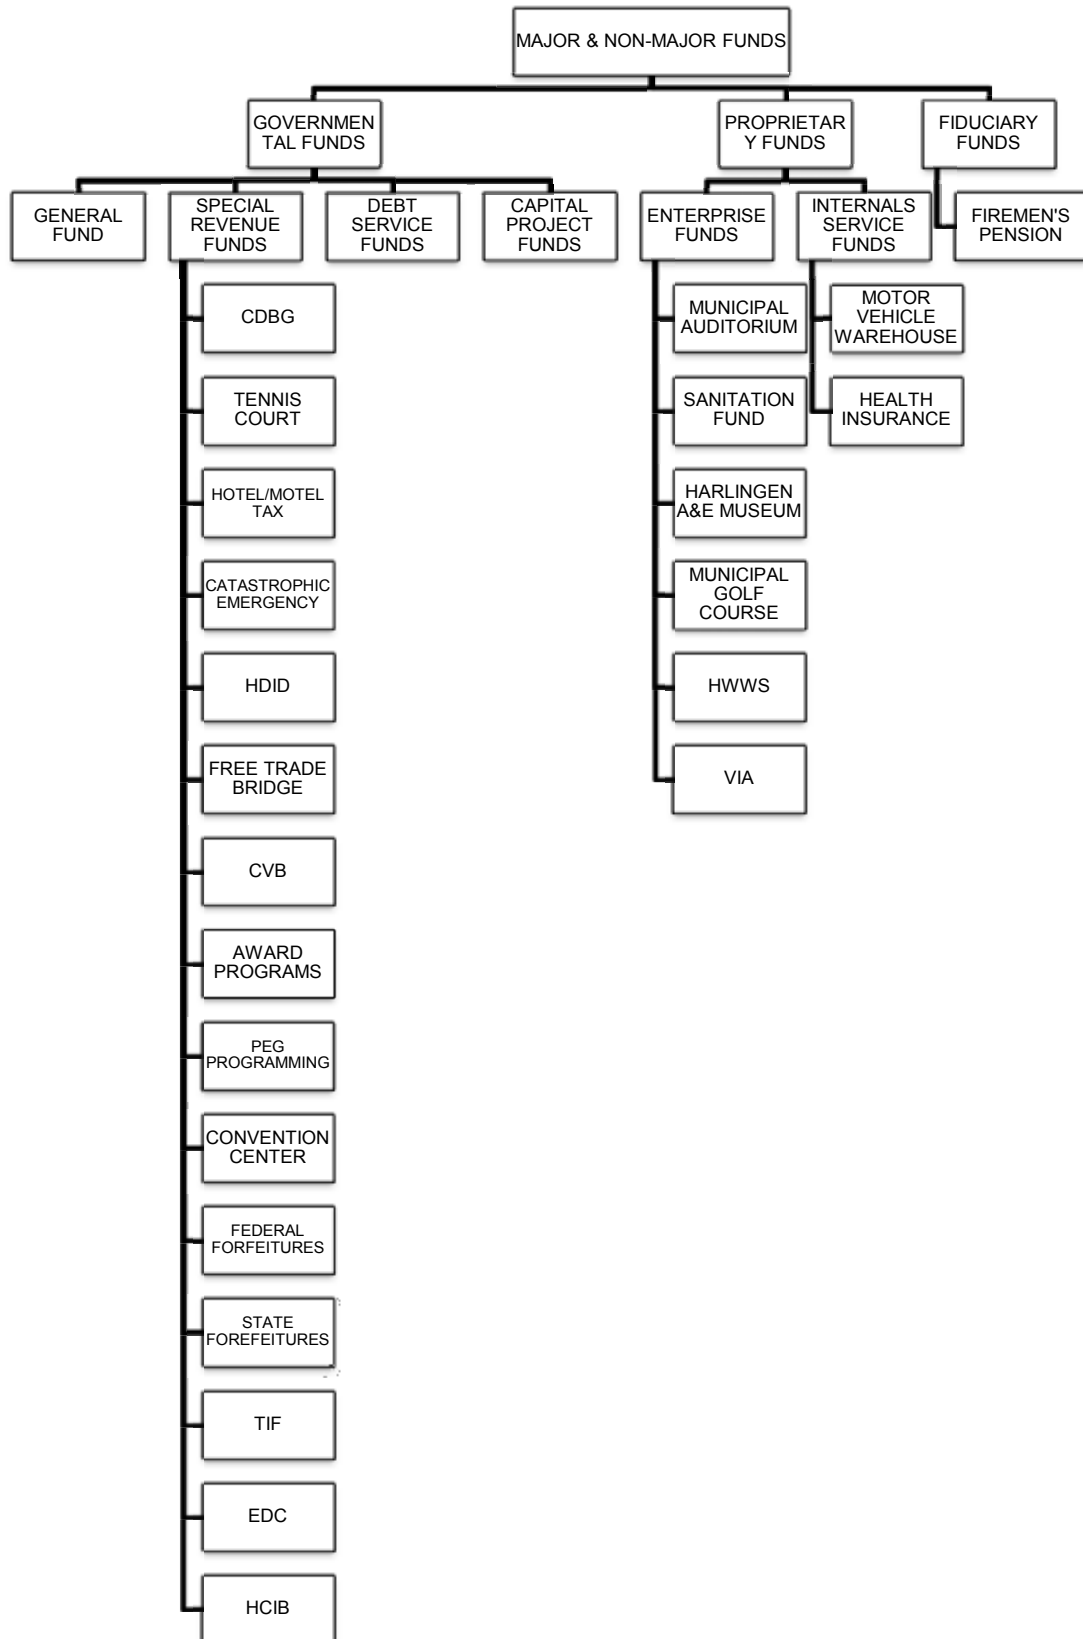 MAJOR & NON-MAJOR FUNDS
GOVERNMEN
TAL FUNDS
PROPRIETAR
Y FUNDS
FIDUCIARY
FUNDS
GENERAL
FUND
SPECIAL
REVENUE
FUNDS
DEBT
SERVICE
FUNDS
CAPITAL
PROJECT
FUNDS
ENTERPRISE
FUNDS
INTERNALS
SERVICE
FUNDS
FIREMEN'S
PENSION
CDBG
TENNIS
COURT
HOTEL/MOTEL
TAX
CATASTROPHIC
EMERGENCY
HDID
FREE TRADE
BRIDGE
CVB
AWARD
PROGRAMS
PEG
PROGRAMMING
CONVENTION
CENTER
FEDERAL
FORFEITURES
STATE
FOREFEITURES
TIF
EDC
HCIB
MUNICIPAL
AUDITORIUM
SANITATION
FUND
HARLINGEN
A&E MUSEUM
MUNICIPAL
GOLF
COURSE
HWWS
VIA
MOTOR
VEHICLE
WAREHOUSE
HEALTH
INSURANCE